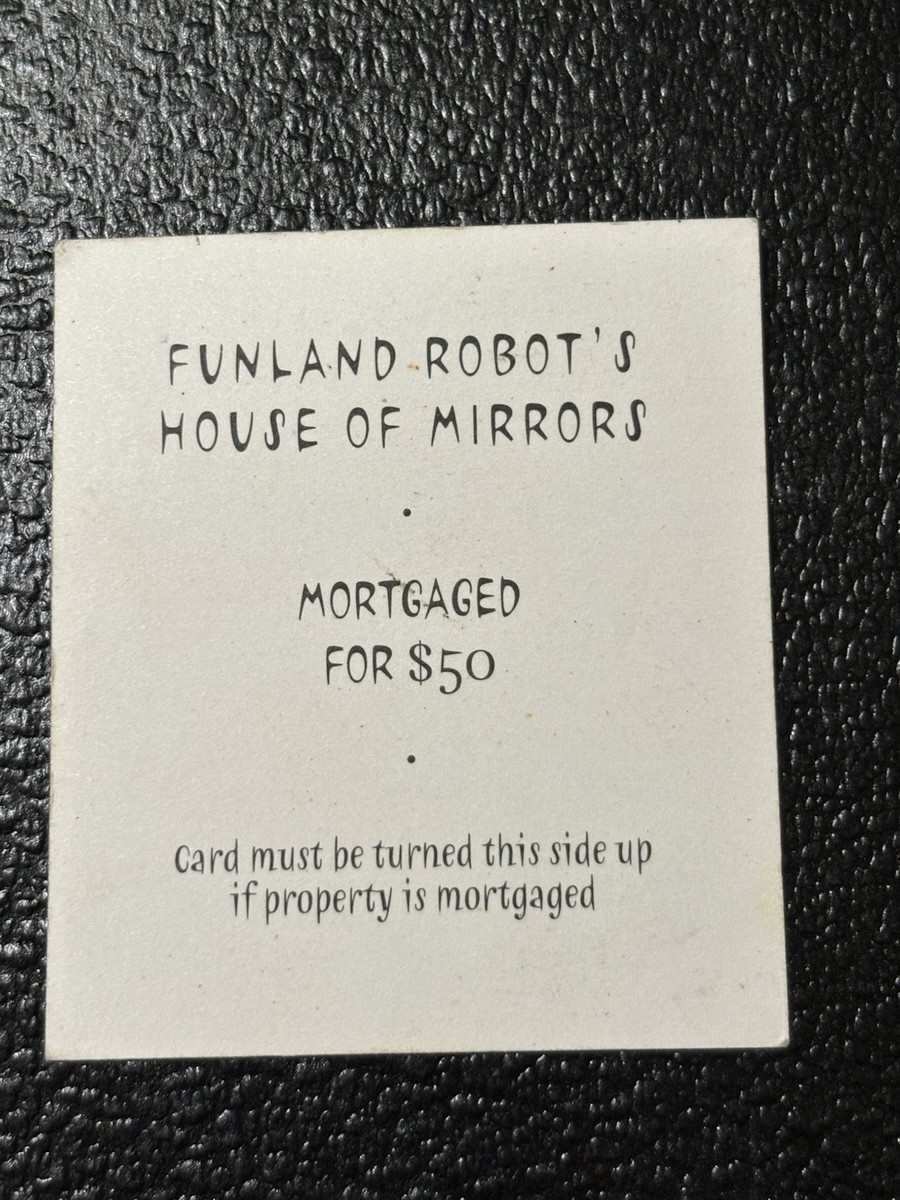 FUNLAND ROBOT'S
HOUSE OF MIRRORS
•
MORTGAGED
FOR $50
•
Card must be turned this side up
if property is mortgaged